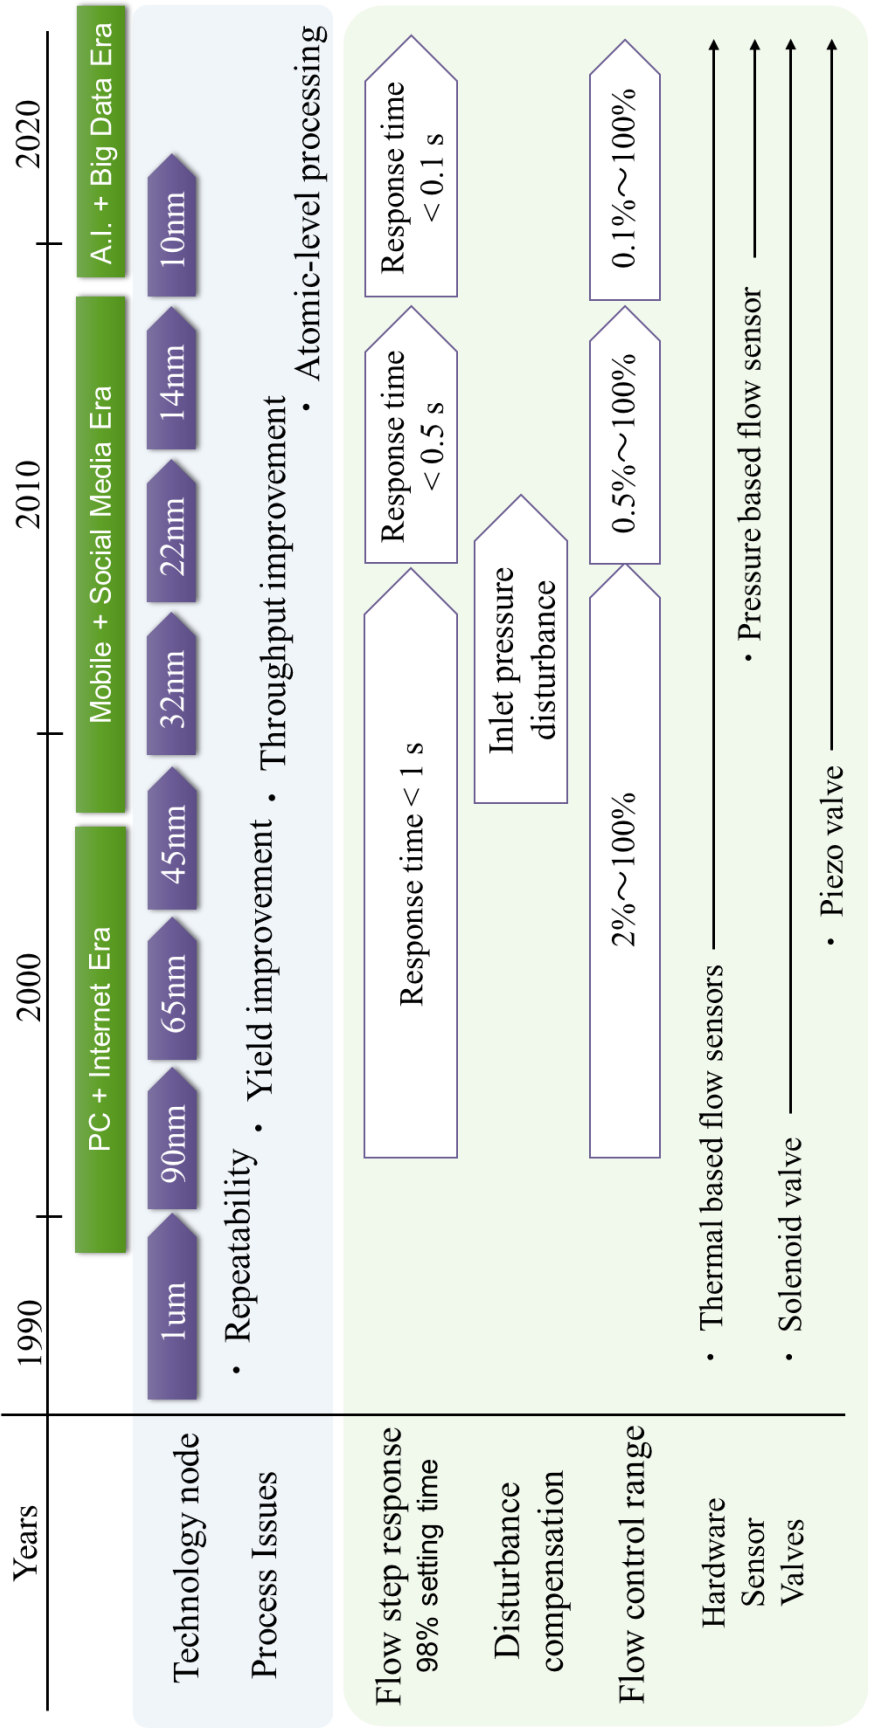 Years
1990
2000
2010
2020
PC + Internet Era
Mobile + Social Media Era
A.I. + Big Data Era
Technology node
1um
90nm
65nm
45nm
32nm
22nm
14nm
10nm
Process Issues
• Repeatability
• Yield improvement
• Throughput improvement
• Atomic-level processing
Flow step response
98% setting time
Response time < 1 s
Response time
< 0.5 s
Response time
< 0.1 s
Disturbance
compensation
Inlet pressure
disturbance
Flow control range
2%～100%
0.5%～100%
0.1%～100%
Hardware
Sensor
Valves
• Thermal based flow sensors
• Pressure based flow sensor
• Solenoid valve
• Piezo valve